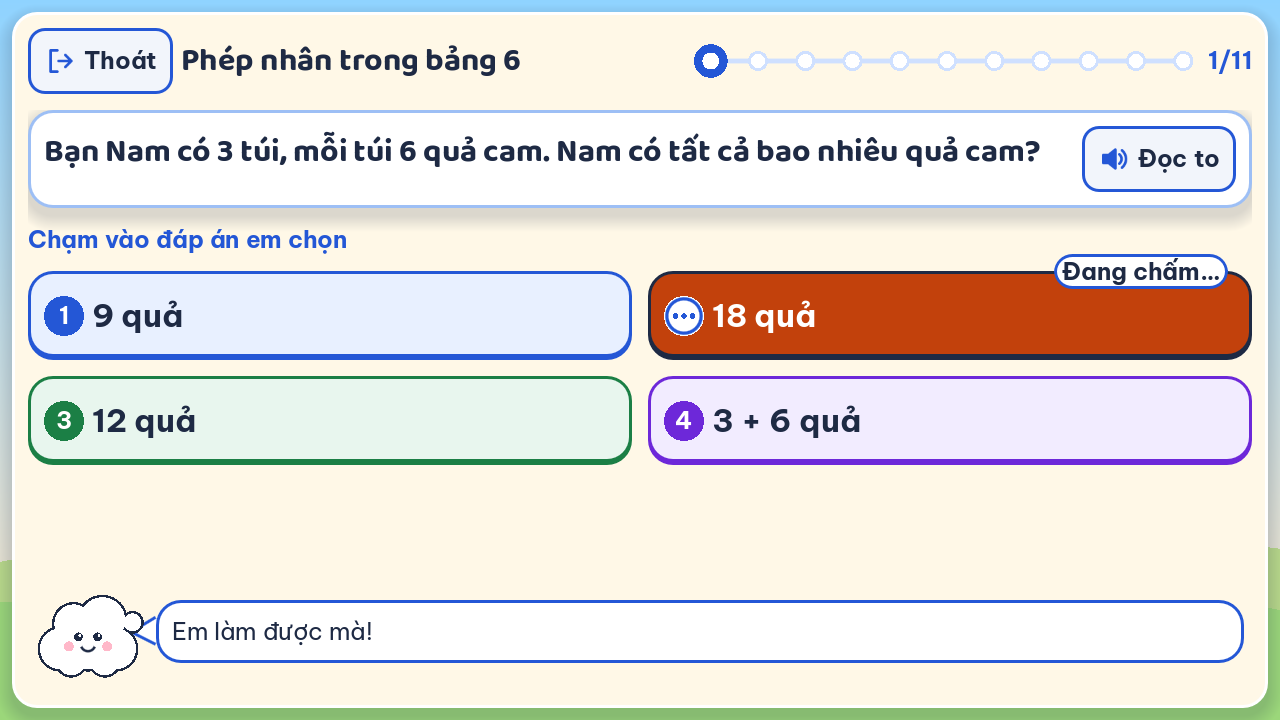 Thoát
Phép nhân trong bảng 6
1/11
Bạn Nam có 3 túi, mỗi túi 6 quả cam. Nam có tất cả bao nhiêu quả cam?
Đọc to
Chạm vào đáp án em chọn
1 9 quả
Đang chấm...
18 quả
3 12 quả
4 3 + 6 quả
Em làm được mà!